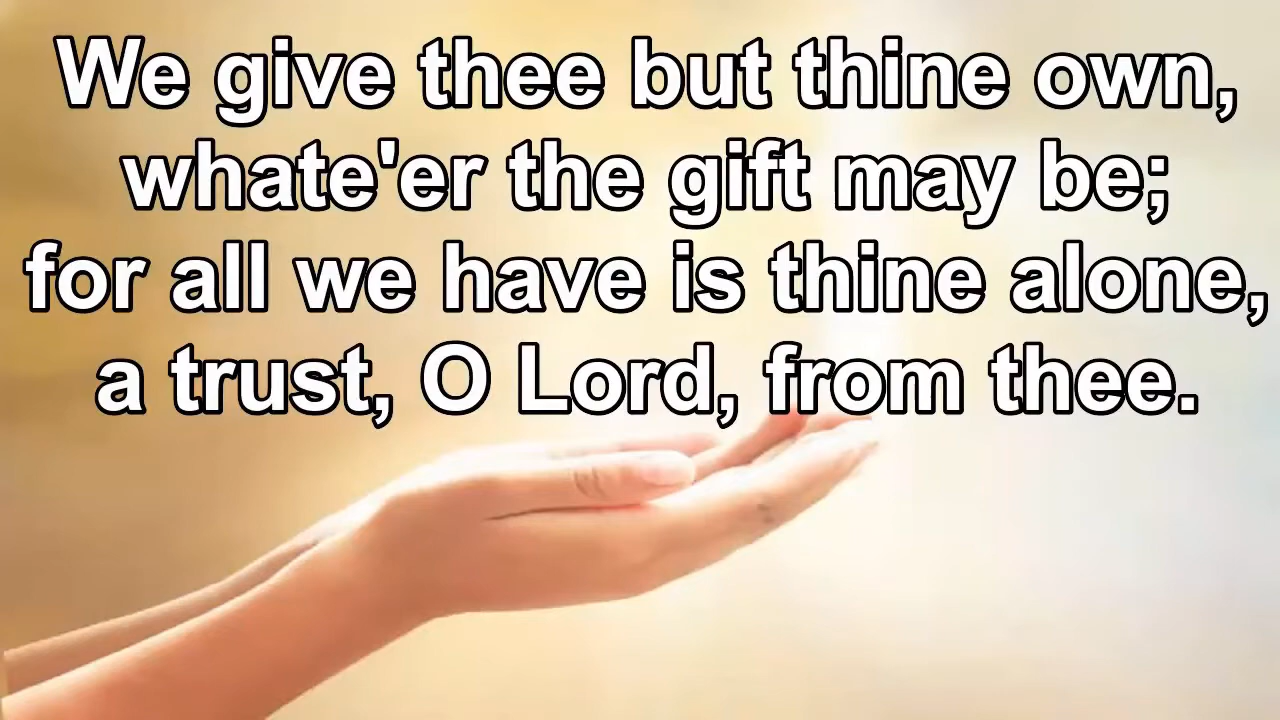 We give thee but thine own,
whate'er the gift may be;
for all we have is thine alone,
a trust, O Lord, from thee.